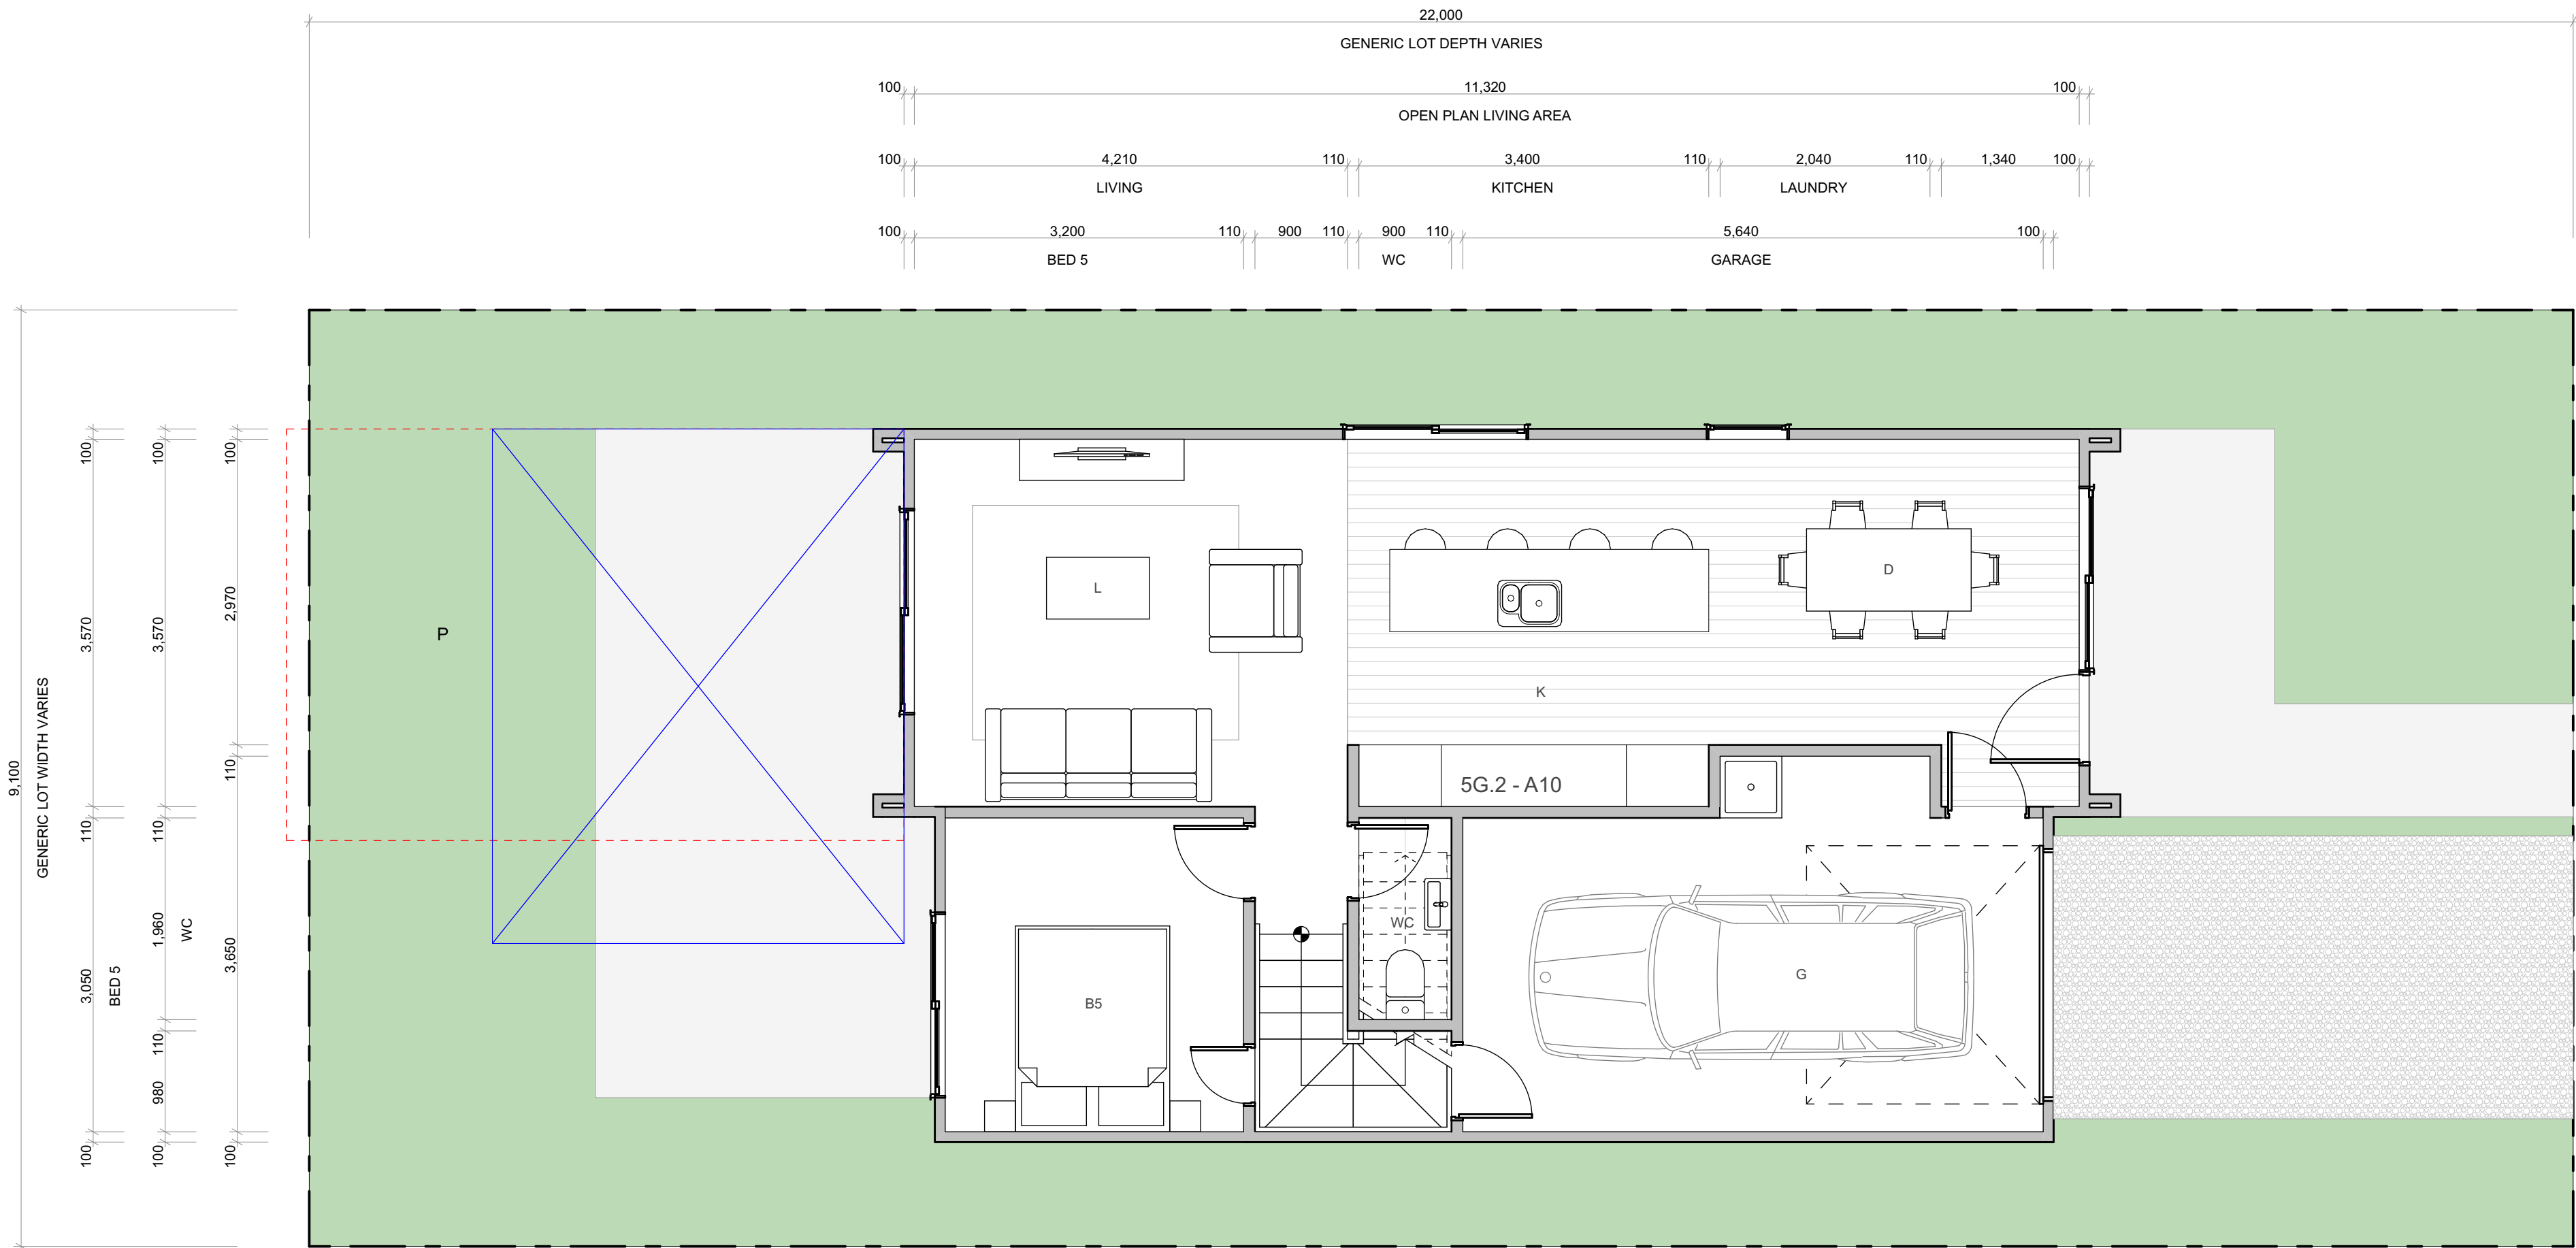 22,000
GENERIC LOT DEPTH VARIES
100 11,320 100
OPEN PLAN LIVING AREA
100 4,210 110 3,400 110 2,040 110 1,340 100
LIVING KITCHEN LAUNDRY
100 3,200 110 900 110 900 110 5,640 100
BED 5 WC GARAGE
9,100
GENERIC LOT WIDTH VARIES
100 3,570 110 3,050 100
BED 5
100 3,570 110 1,960 110 980 100
WC
100 2,970 110 3,650 100
P
L
D
K
5G.2 - A10
WC
G
B5